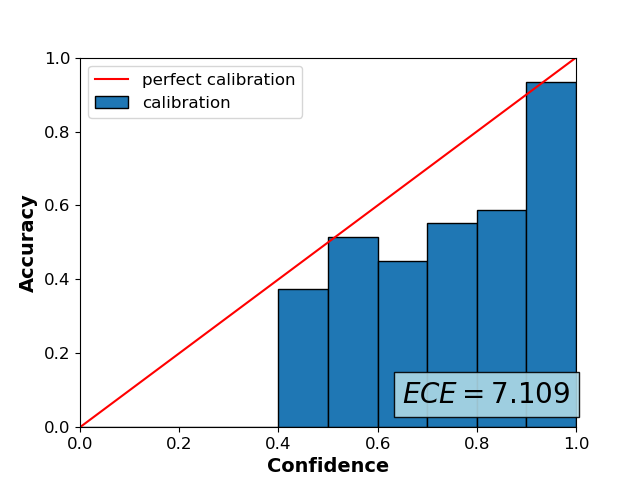 1.0
0.8
0.6
0.4
0.2
0.0
Accuracy
perfect calibration
calibration
ECE = 7.109
0.0 0.2 0.4 0.6 0.8 1.0
Confidence